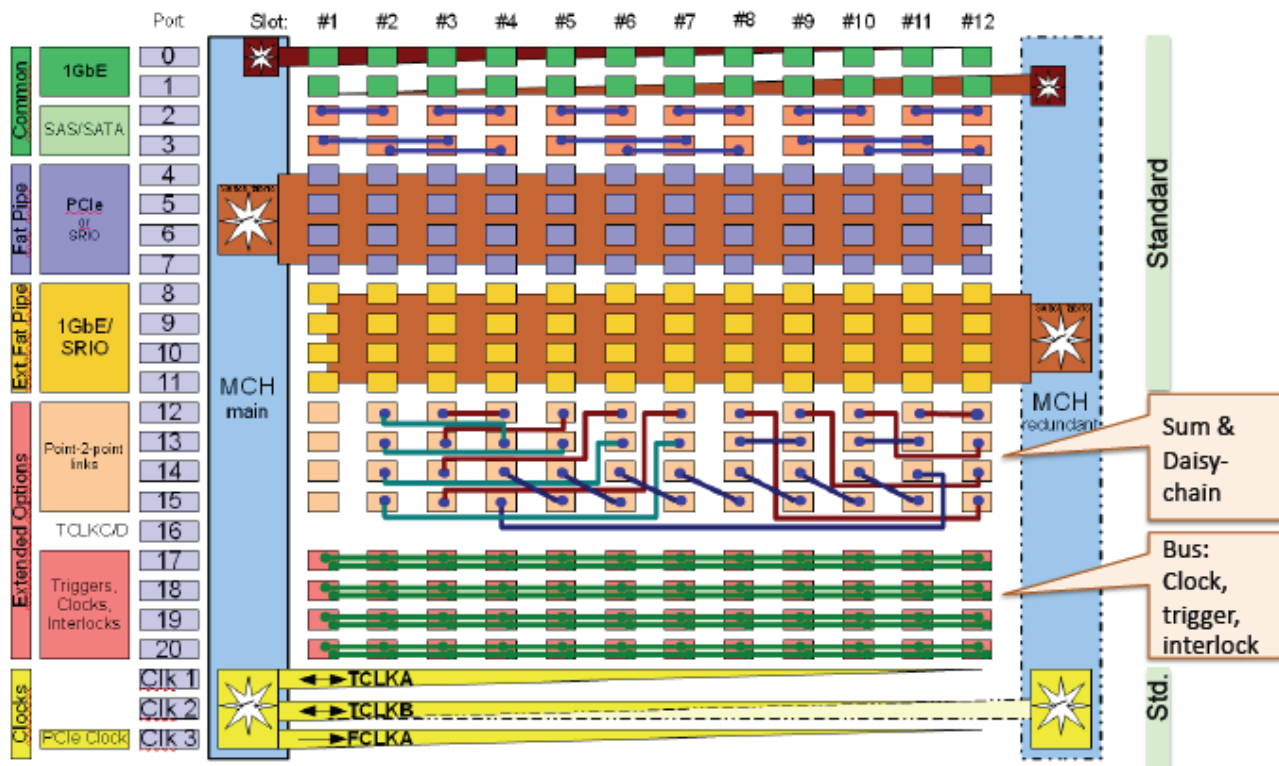 Port Slot: #1 #2 #3 #4 #5 #6 #7 #8 #9 #10 #11 #12
Common
1GbE
SAS/SATA
0
1
2
3
Fat Pipe
PCIe
or
SRIO
4
5
6
7
Ext.Fat Pipe
1GbE/
SRIO
8
9
10
11
Extended Options
Point-2-point
links
12
13
14
15
TCLKC/D
16
Triggers,
Clocks,
Interlocks
17
18
19
20
Clocks
PCIe Clock
Clk 1
Clk 2
Clk 3
MCH
main
TCLKA
TCLKB
FCLKA
MCH
redundant
Standard
Sum &
Daisy-
chain
Bus:
Clock,
trigger,
interlock
Std.